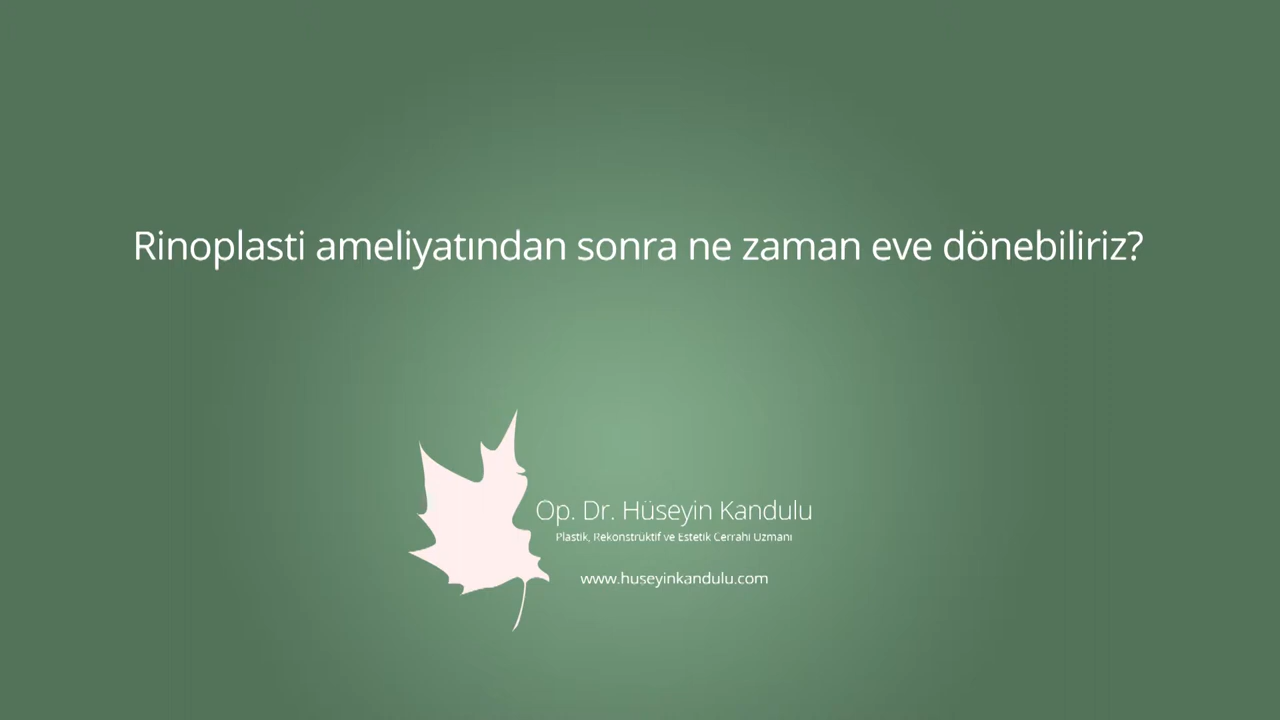 Rinoplasti ameliyatından sonra ne zaman eve dönebiliriz?
Op. Dr. Hüseyin Kandulu
Plastik, Rekonstrüktif ve Estetik Cerrahi Uzmanı
www.huseyinkandulu.com